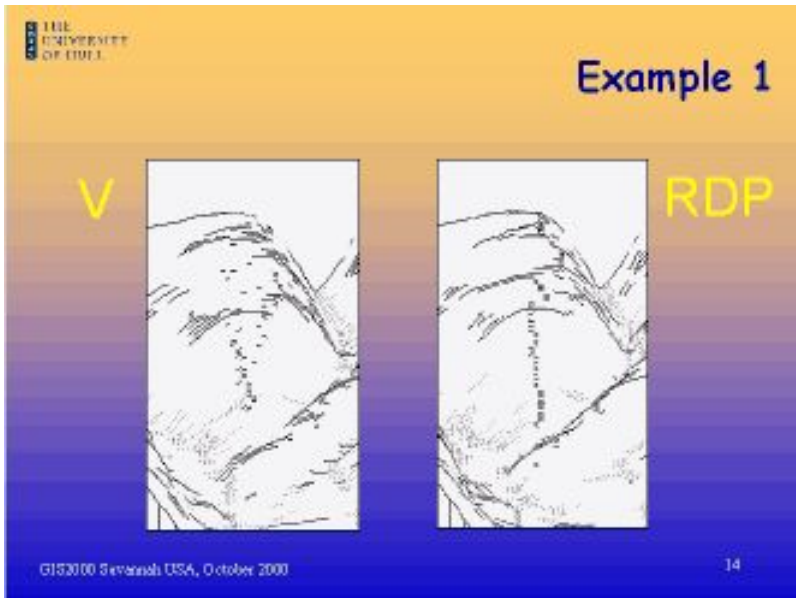 THE
UNIVERSITY
OF HULL
Example 1
V
RDP
GIS2000 Savannah USA, October 2000
14